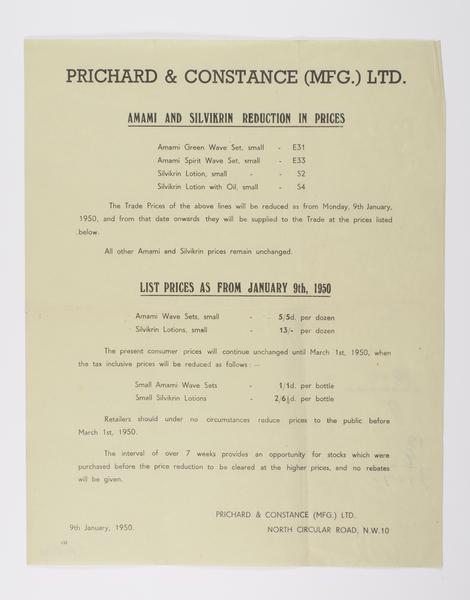 PRICHARD & CONSTANCE (MFG.) LTD.
AMAMI AND SILVIKRIN REDUCTION IN PRICES
Amami Green Wave Set, small - E31
Amami Spirit Wave Set, small - E33
Silvikrin Lotion, small - - S2
Silvikrin Lotion with Oil, small - S4
The Trade Prices of the above lines will be reduced as from Monday, 9th January,
1950, and from that date onwards they will be supplied to the Trade at the prices listed
below.
All other Amami and Silvikrin prices remain unchanged.
LIST PRICES AS FROM JANUARY 9th, 1950
Amami Wave Sets, small - 5/5d. per dozen
Silvikrin Lotions, small - 13/- per dozen
The present consumer prices will continue unchanged until March 1st, 1950, when
the tax inclusive prices will be reduced as follows:—
Small Amami Wave Sets - 1/1d. per bottle
Small Silvikrin Lotions - 2/6½d. per bottle
Retailers should under no circumstances reduce prices to the public before
March 1st, 1950.
The interval of over 7 weeks provides an opportunity for stocks which were
purchased before the price reduction to be cleared at the higher prices, and no rebates
will be given.
PRICHARD & CONSTANCE (MFG.) LTD.
9th January, 1950. NORTH CIRCULAR ROAD, N.W.10